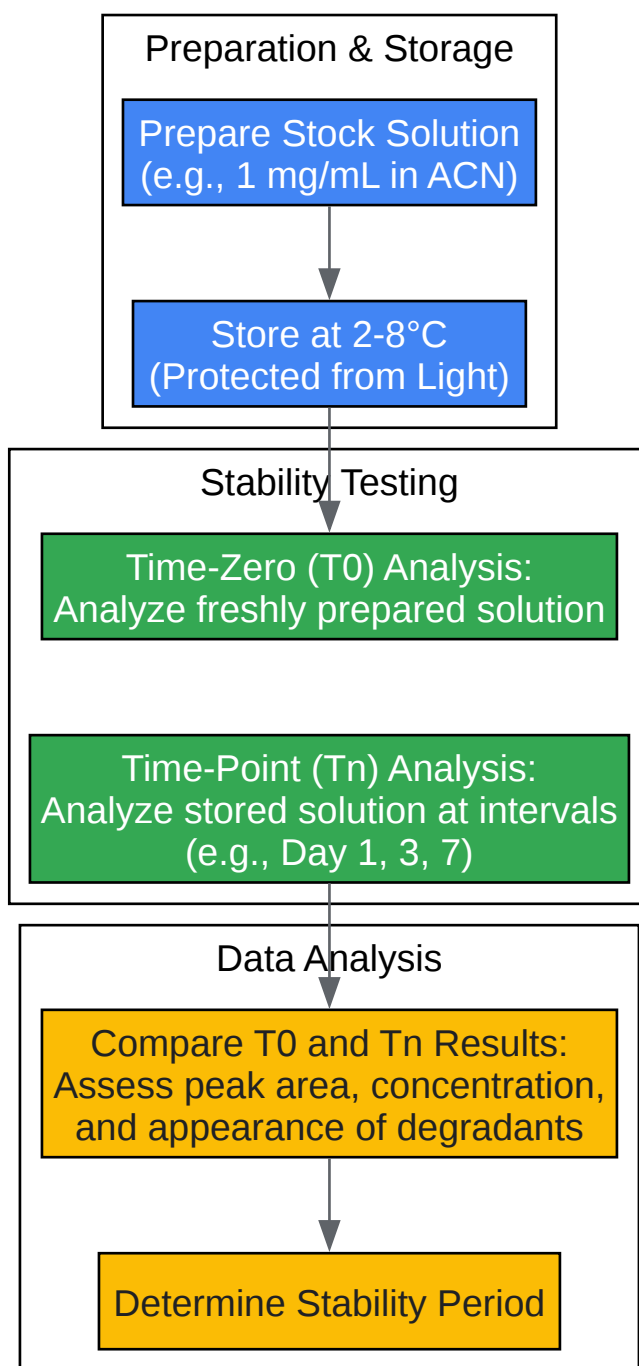 Preparation & Storage
Prepare Stock Solution
(e.g., 1 mg/mL in ACN)
Store at 2-8°C
(Protected from Light)
Stability Testing
Time-Zero (T0) Analysis:
Analyze freshly prepared solution
Time-Point (Tn) Analysis:
Analyze stored solution at intervals
(e.g., Day 1, 3, 7)
Data Analysis
Compare T0 and Tn Results:
Assess peak area, concentration,
and appearance of degradants
Determine Stability Period